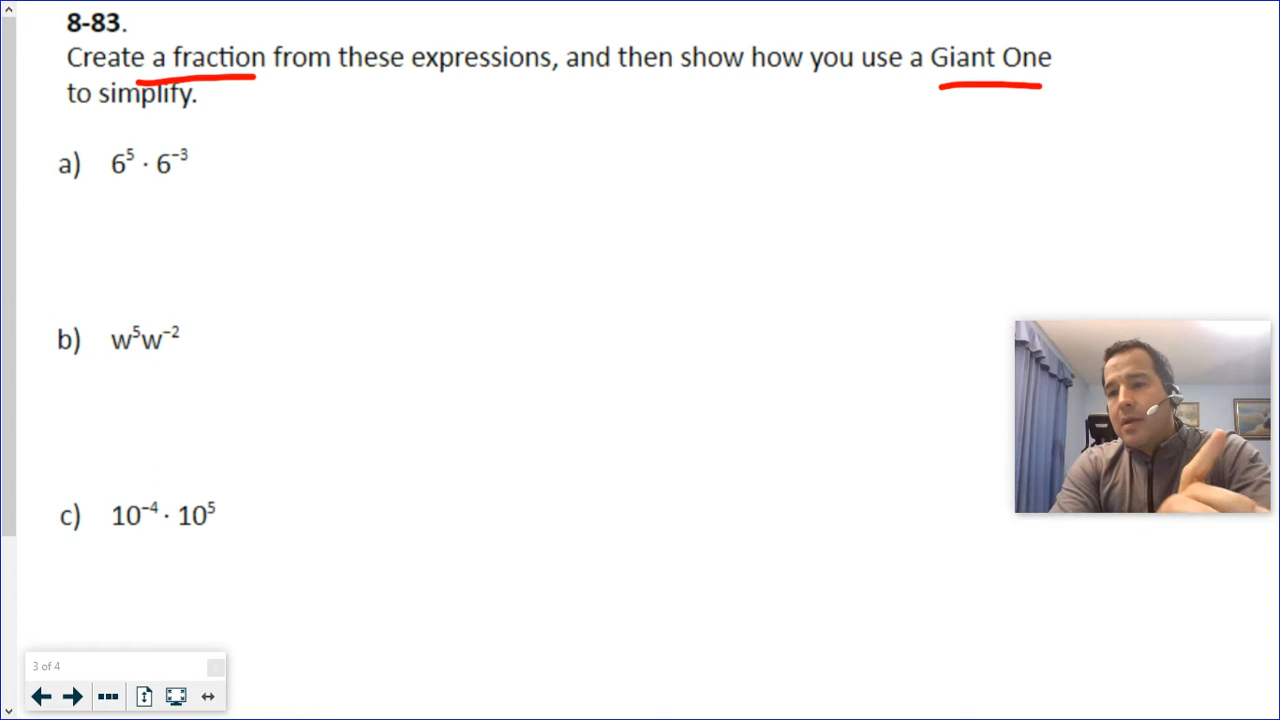 8-83.
Create a fraction from these expressions, and then show how you use a Giant One
to simplify.
a) 6⁵ · 6⁻³
b) w⁵w⁻²
c) 10⁻⁴ · 10⁵
3 of 4